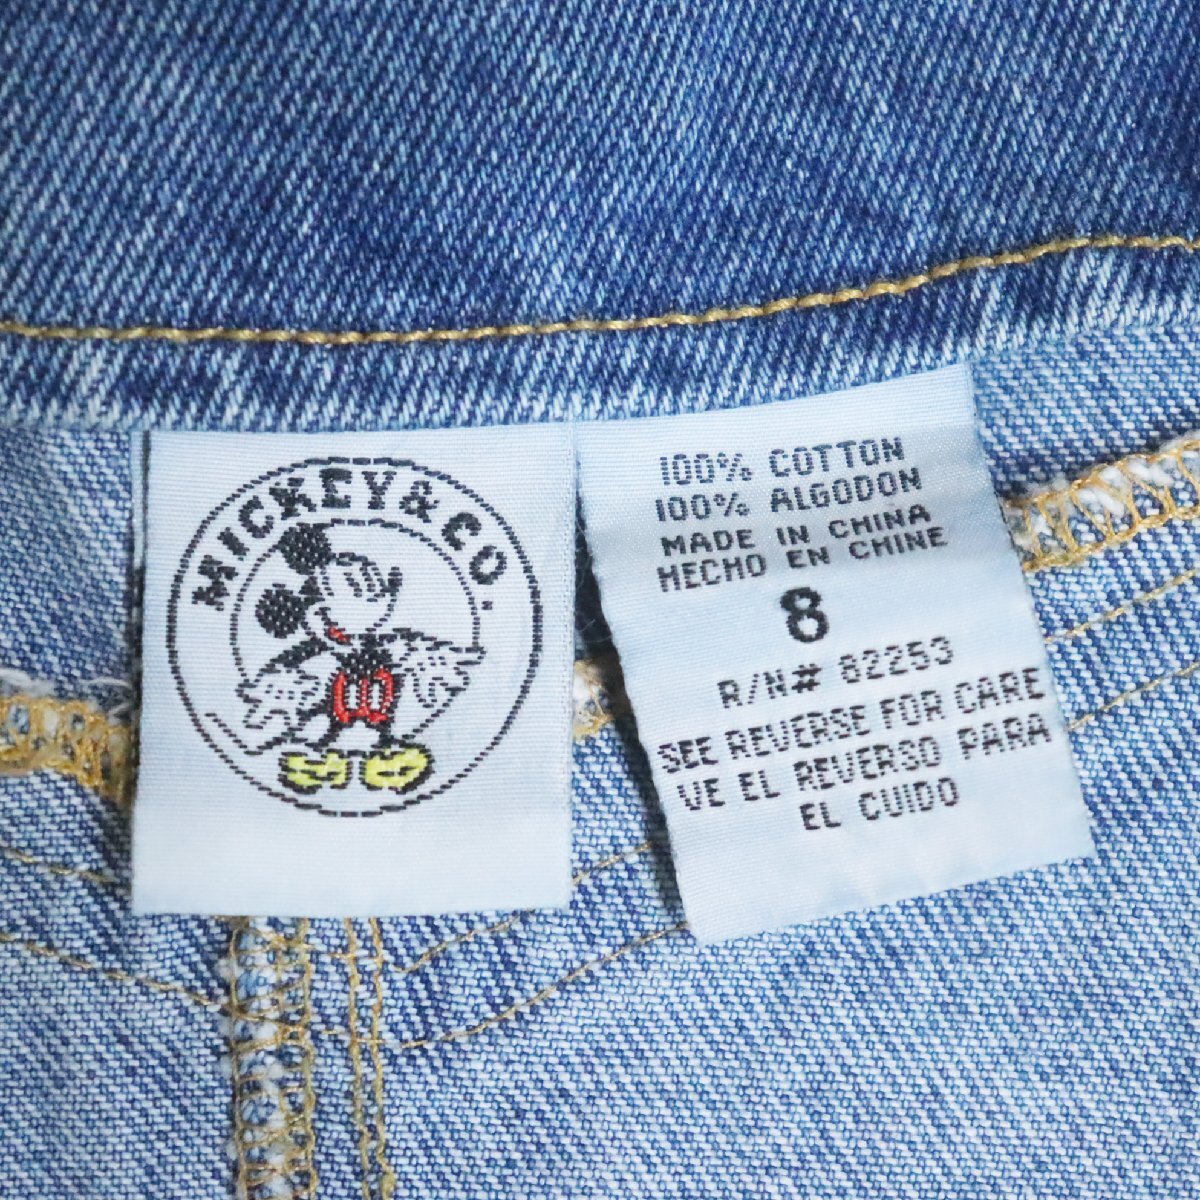 MICKEY & CO.
100% COTTON
100% ALGODON
MADE IN CHINA
HECHO EN CHINE
8
R/N# 82253
SEE REVERSE FOR CARE
VE EL REVERSO PARA
EL CUIDO